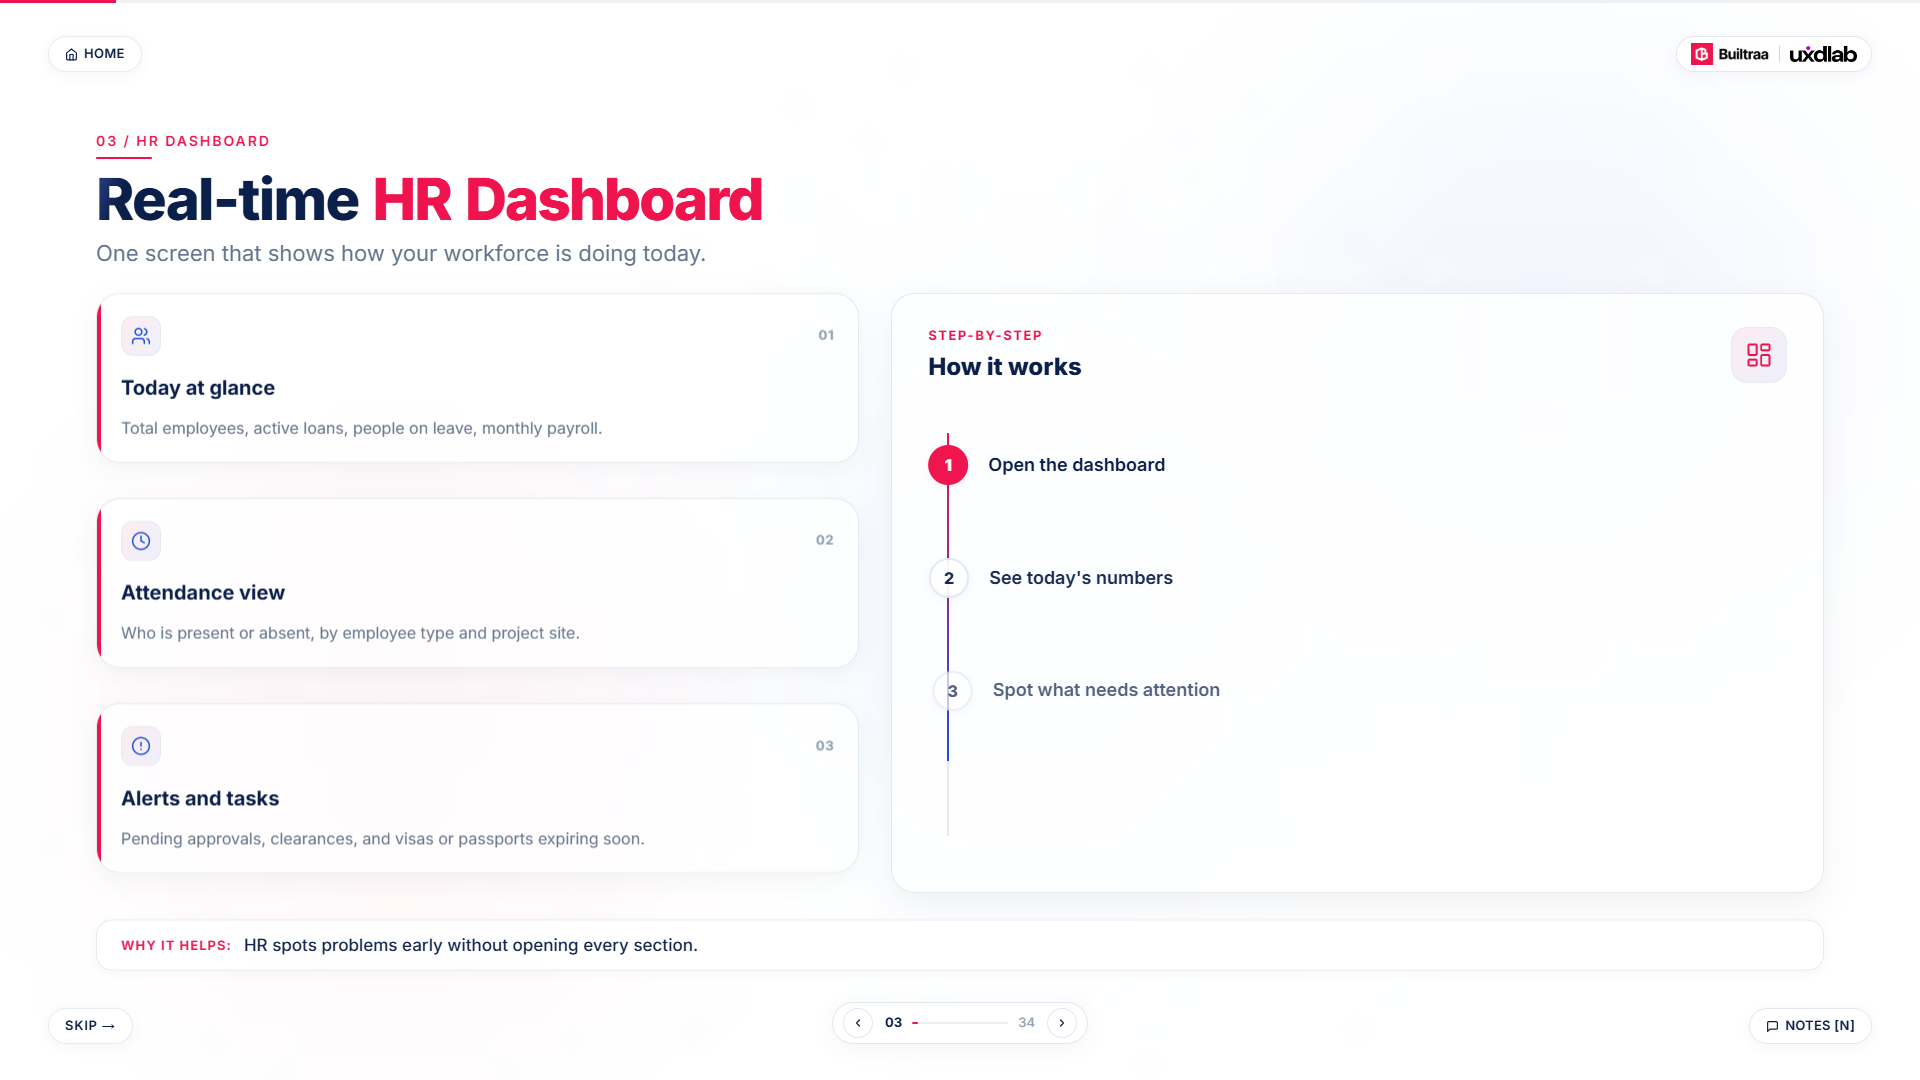 HOME
Builtraa
uxdlab
03 / HR DASHBOARD
Real-time HR Dashboard
One screen that shows how your workforce is doing today.
01
Today at glance
Total employees, active loans, people on leave, monthly payroll.
02
Attendance view
Who is present or absent, by employee type and project site.
03
Alerts and tasks
Pending approvals, clearances, and visas or passports expiring soon.
STEP-BY-STEP
How it works
1 Open the dashboard
2 See today's numbers
3 Spot what needs attention
WHY IT HELPS: HR spots problems early without opening every section.
SKIP →
03 34
NOTES [N]